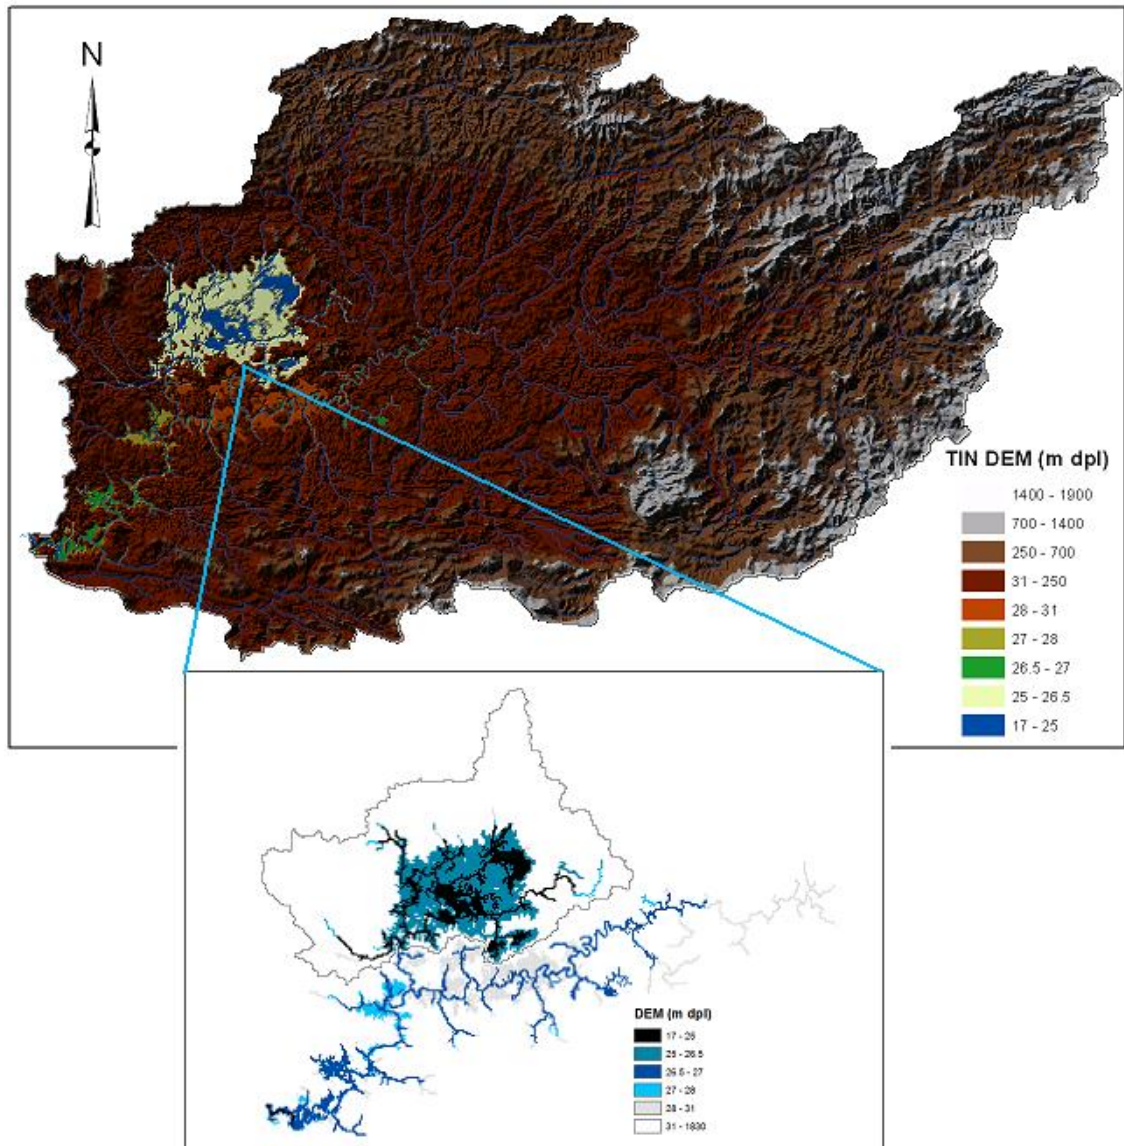 N
TIN DEM (m dpl)
1400 - 1900
700 - 1400
250 - 700
31 - 250
28 - 31
27 - 28
26.5 - 27
25 - 26.5
17 - 25
DEM (m dpl)
17 - 25
25 - 26.5
26.5 - 27
27 - 28
28 - 31
31 - 1830